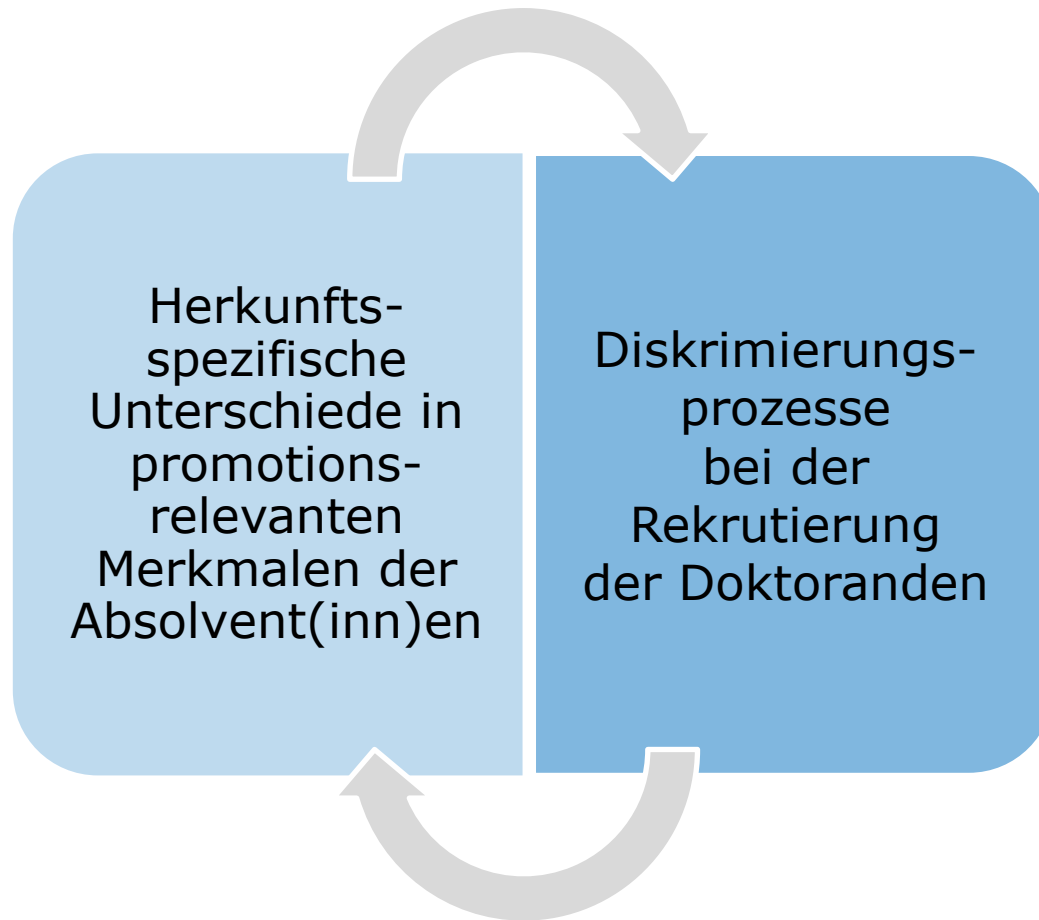 Herkunfts-
spezifische
Unterschiede in
promotions-
relevanten
Merkmalen der
Absolvent(inn)en
Diskrimierungs-
prozesse
bei der
Rekrutierung
der Doktoranden